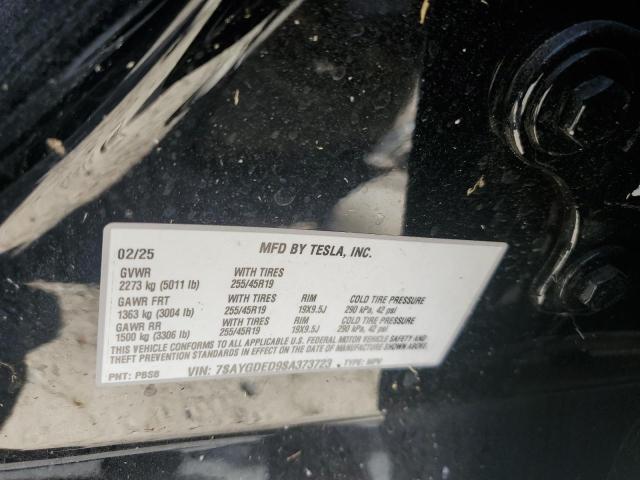 02/25 MFD BY TESLA, INC.
GVWR WITH TIRES
2273 kg (5011 lb) 255/45R19
GAWR FRT WITH TIRES RIM COLD TIRE PRESSURE
1363 kg (3004 lb) 255/45R19 19X9.5J 290 kPa, 42 psi
GAWR RR WITH TIRES RIM COLD TIRE PRESSURE
1500 kg (3306 lb) 255/45R19 19X9.5J 290 kPa, 42 psi
THIS VEHICLE CONFORMS TO ALL APPLICABLE U.S. FEDERAL MOTOR VEHICLE SAFETY AND
THEFT PREVENTION STANDARDS IN EFFECT ON THE DATE OF MANUFACTURE SHOWN ABOVE.
PNT: PBSB VIN: 7SAYGDED9SA373723 TYPE: MPV